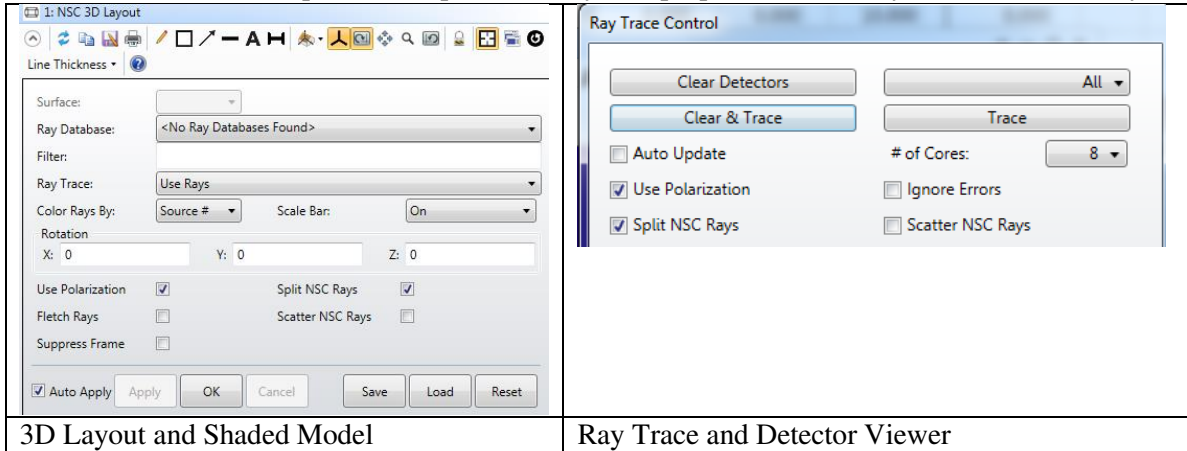 1: NSC 3D Layout
Line Thickness
Surface:
Ray Database: <No Ray Databases Found>
Filter:
Ray Trace: Use Rays
Color Rays By: Source # Scale Bar: On
Rotation
X: 0 Y: 0 Z: 0
Use Polarization Split NSC Rays
Fletch Rays Scatter NSC Rays
Suppress Frame
Auto Apply Apply OK Cancel Save Load Reset
3D Layout and Shaded Model
Ray Trace Control
Clear Detectors All
Clear & Trace Trace
Auto Update # of Cores: 8
Use Polarization Ignore Errors
Split NSC Rays Scatter NSC Rays
Ray Trace and Detector Viewer